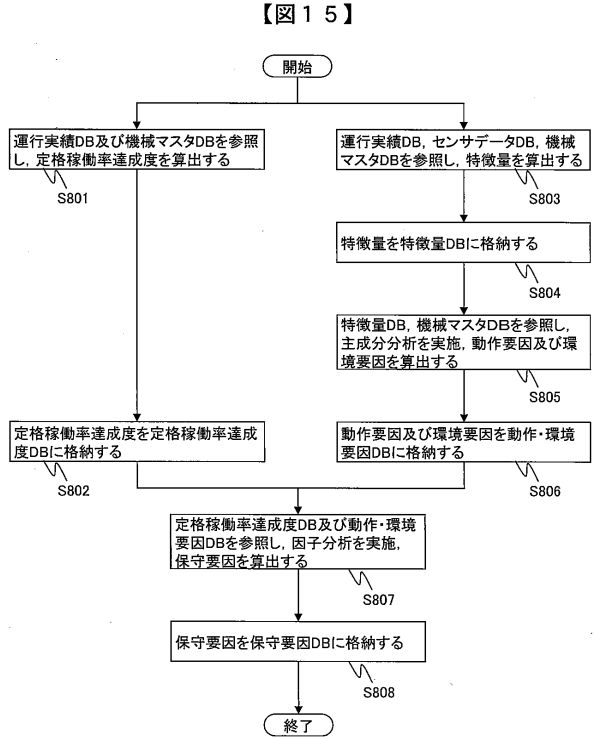 【図１５】
開始
運行実績DB及び機械マスタDBを参照
し，定格稼働率達成度を算出する
S801
運行実績DB，センサデータDB，機械
マスタDBを参照し，特徴量を算出する
S803
特徴量を特徴量DBに格納する
S804
特徴量DB，機械マスタDBを参照し，
主成分分析を実施，動作要因及び環
境要因を算出する
S805
定格稼働率達成度を定格稼働率達成
度DBに格納する
S802
動作要因及び環境要因を動作・環境
要因DBに格納する
S806
定格稼働率達成度DB及び動作・環境
要因DBを参照し，因子分析を実施，
保守要因を算出する
S807
保守要因を保守要因DBに格納する
S808
終了